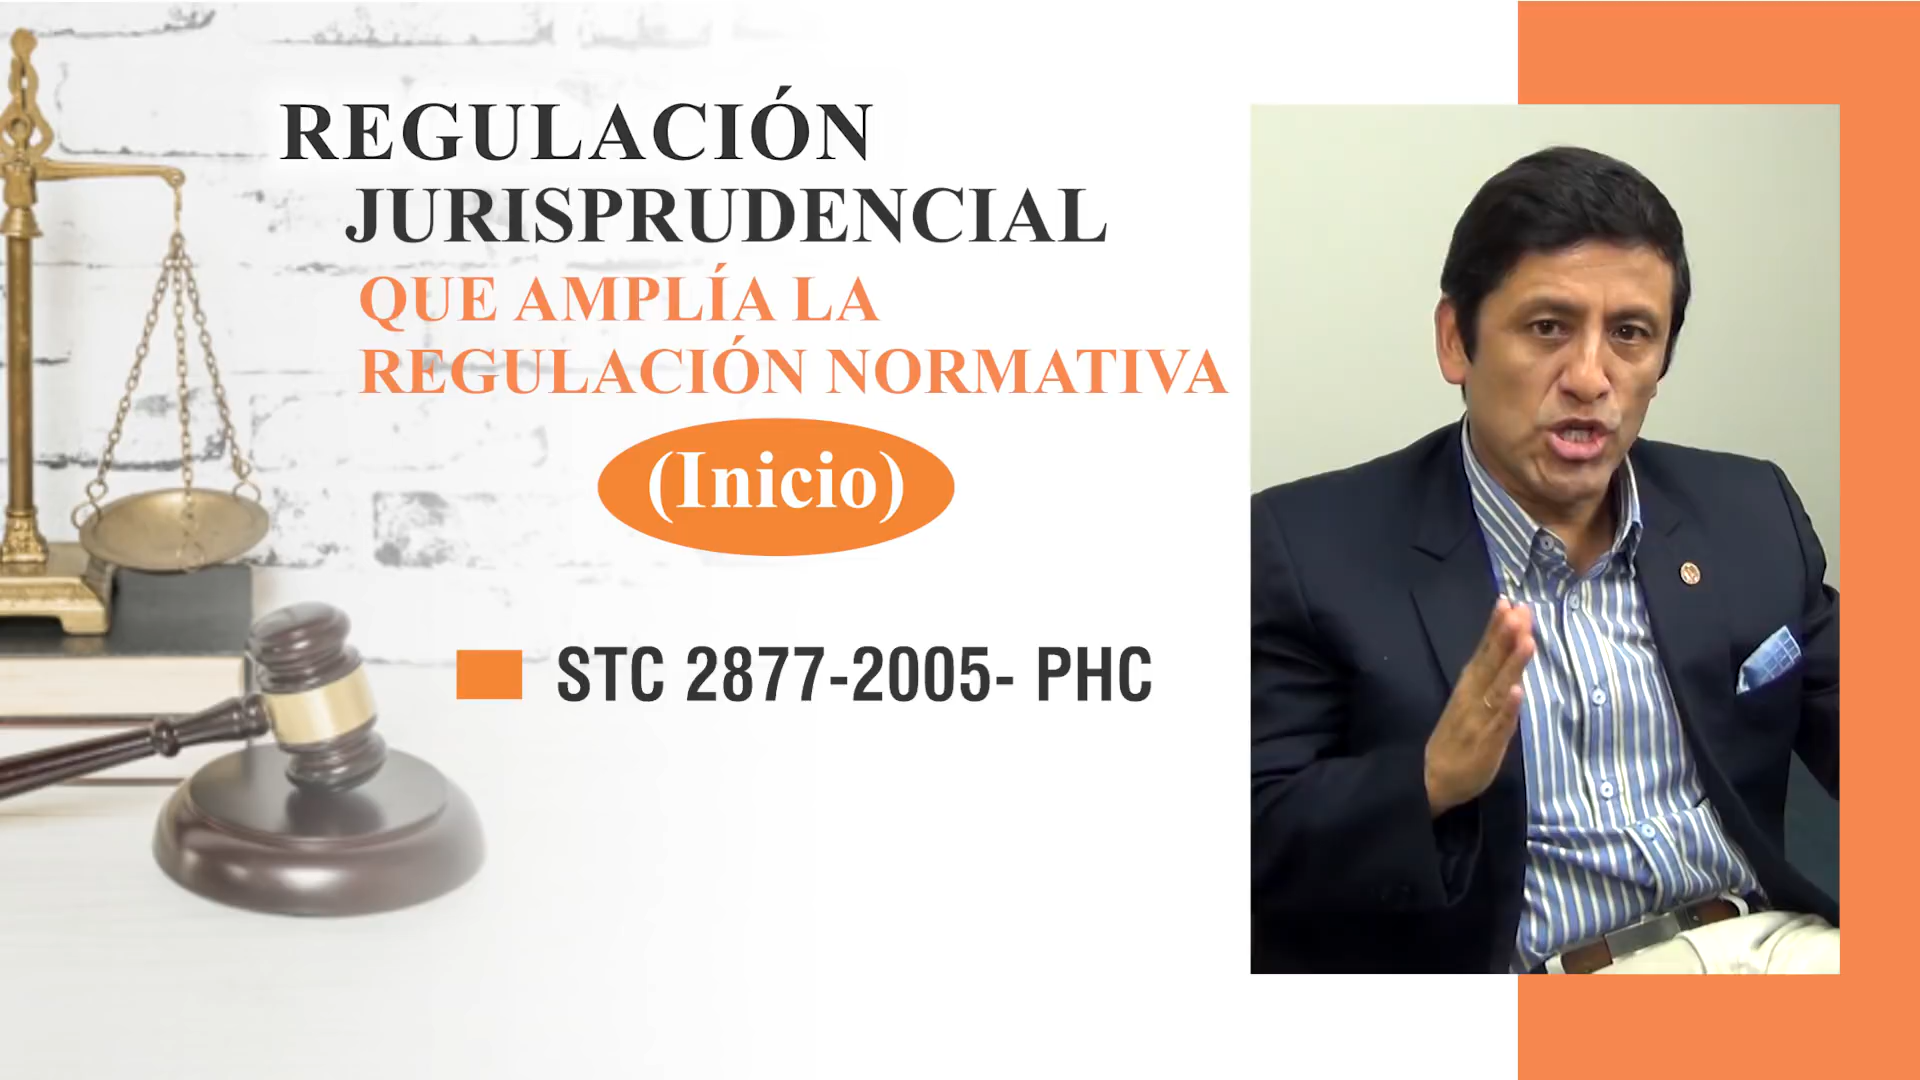 REGULACIÓN
JURISPRUDENCIAL
QUE AMPLÍA LA
REGULACIÓN NORMATIVA
(Inicio)
STC 2877-2005- PHC